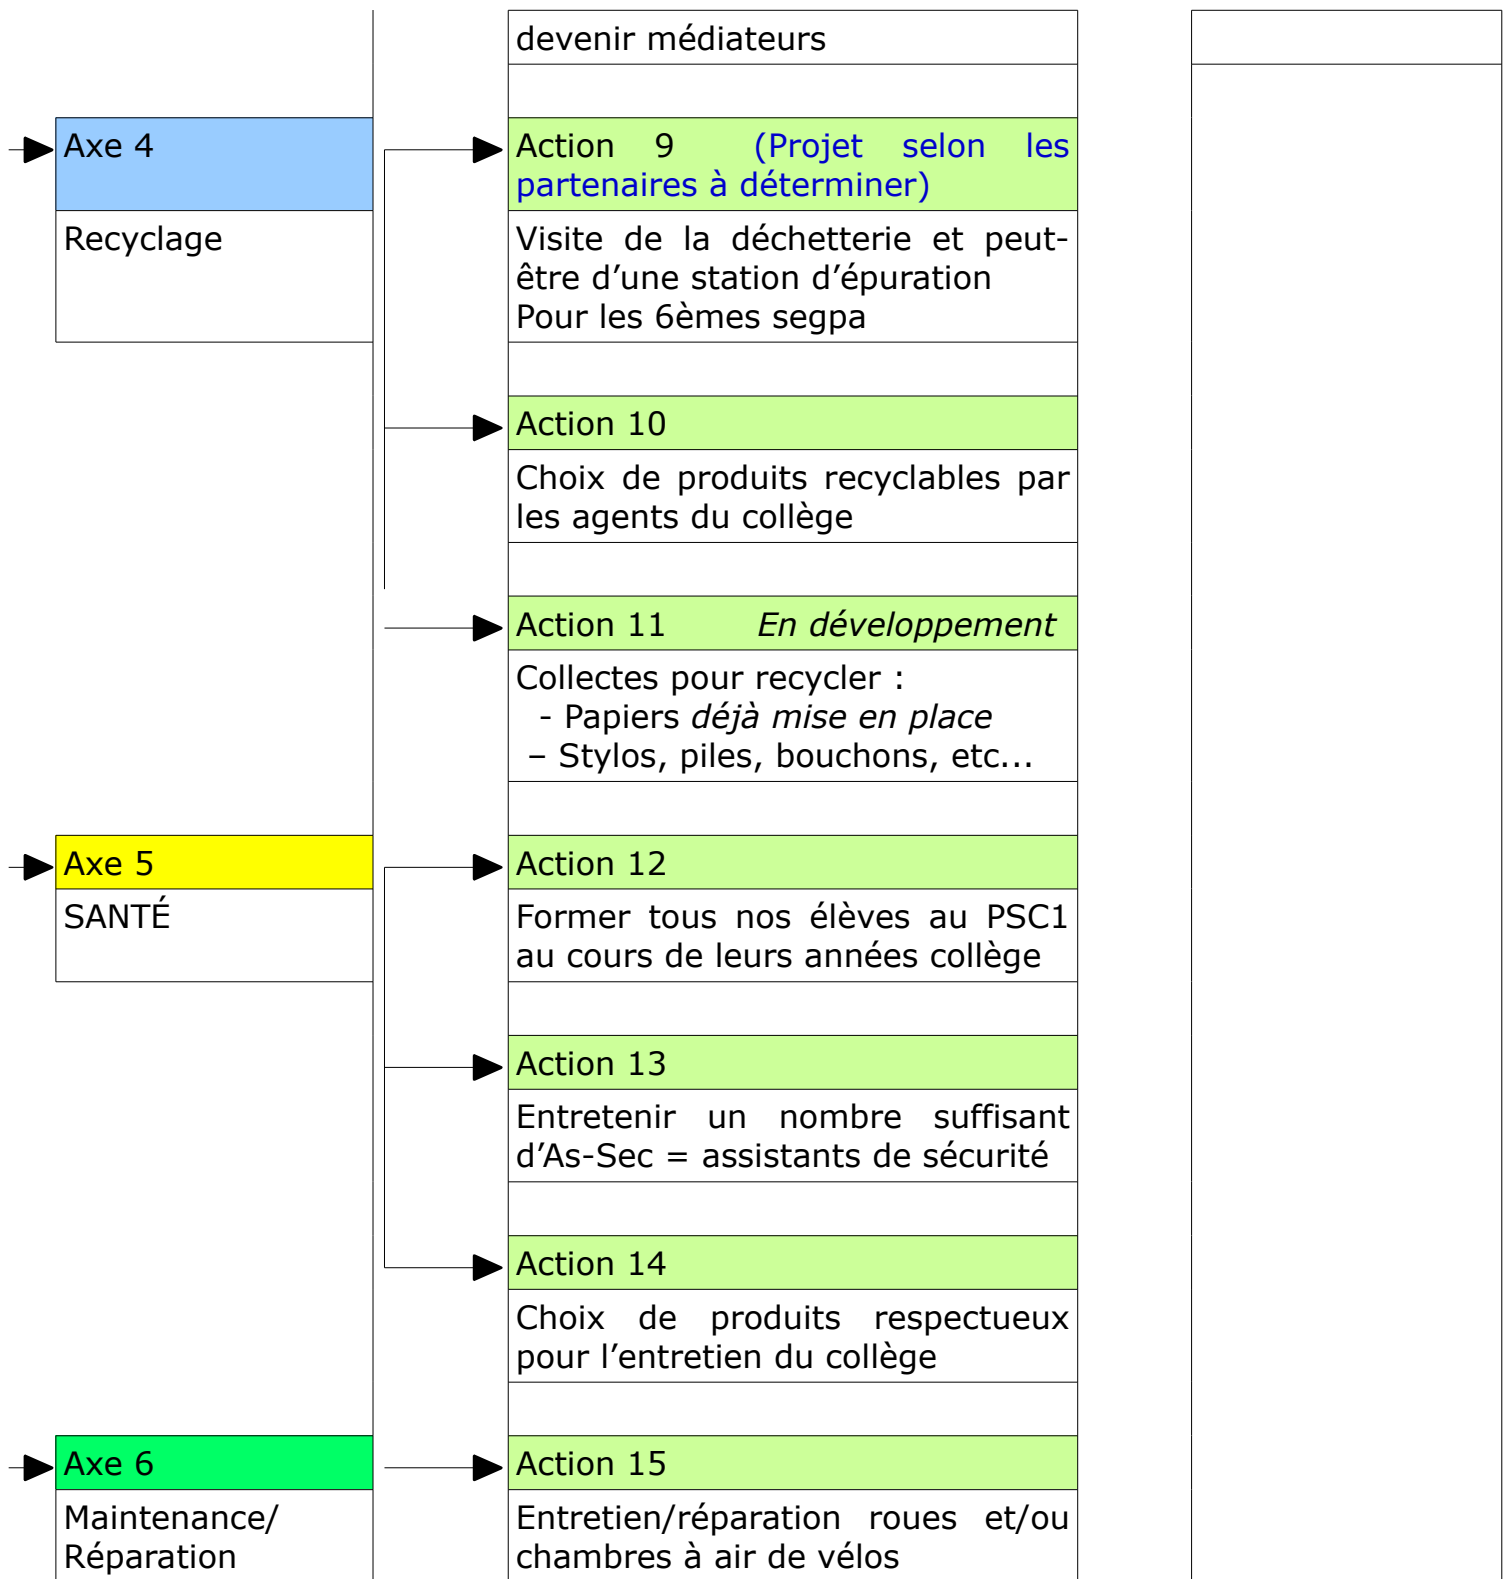 devenir médiateurs
Axe 4
Action 9 (Projet selon les
partenaires à déterminer)
Recyclage
Visite de la déchetterie et peut-
être d’une station d’épuration
Pour les 6èmes segpa
Action 10
Choix de produits recyclables par
les agents du collège
Action 11 En développement
Collectes pour recycler :
- Papiers déjà mise en place
– Stylos, piles, bouchons, etc...
Axe 5
Action 12
SANTÉ
Former tous nos élèves au PSC1
au cours de leurs années collège
Action 13
Entretenir un nombre suffisant
d’As-Sec = assistants de sécurité
Action 14
Choix de produits respectueux
pour l’entretien du collège
Axe 6
Action 15
Maintenance/
Réparation
Entretien/réparation roues et/ou
chambres à air de vélos